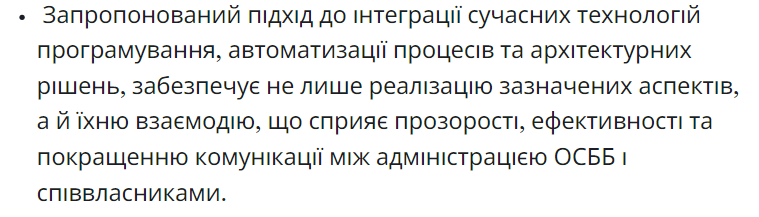 • Запропонований підхід до інтеграції сучасних технологій
програмування, автоматизації процесів та архітектурних
рішень, забезпечує не лише реалізацію зазначених аспектів,
а й їхню взаємодію, що сприяє прозорості, ефективності та
покращенню комунікації між адміністрацією ОСББ і
співвласниками.